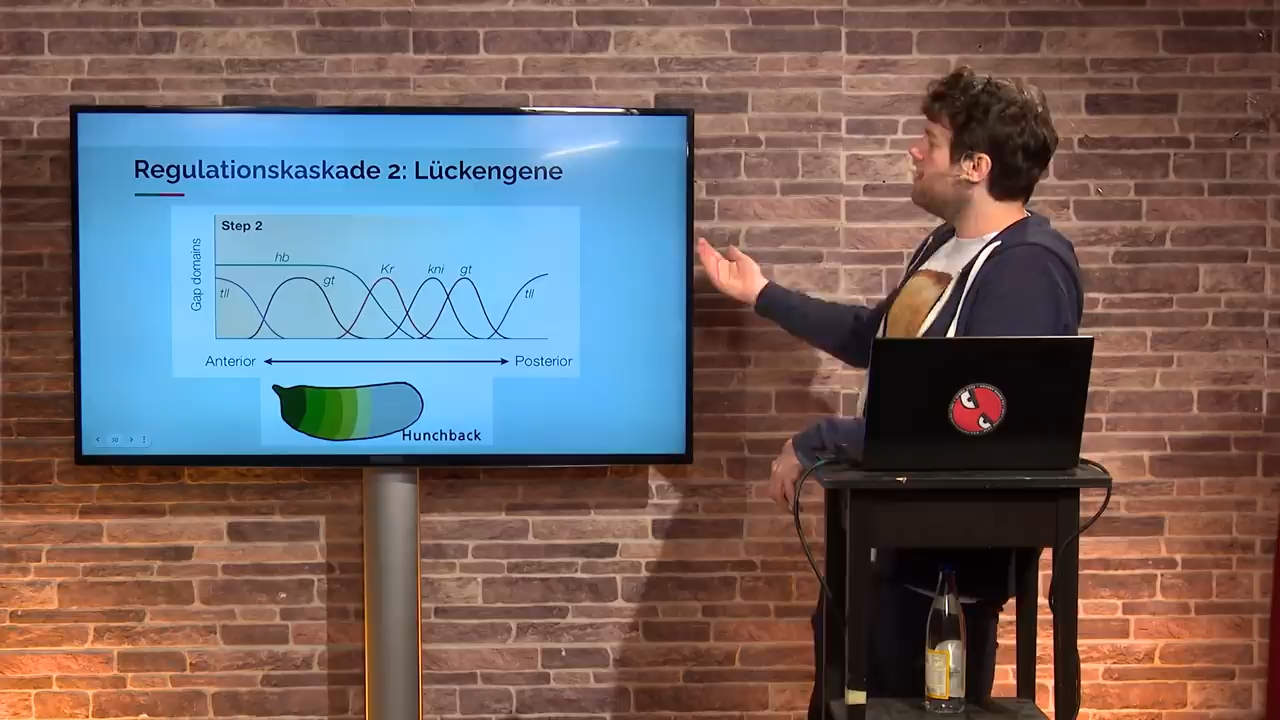 Regulationskaskade 2: Lückengene
Step 2
Gap domains
hb
Kr
kni
gt
tll
gt
tll
Anterior
Posterior
Hunchback